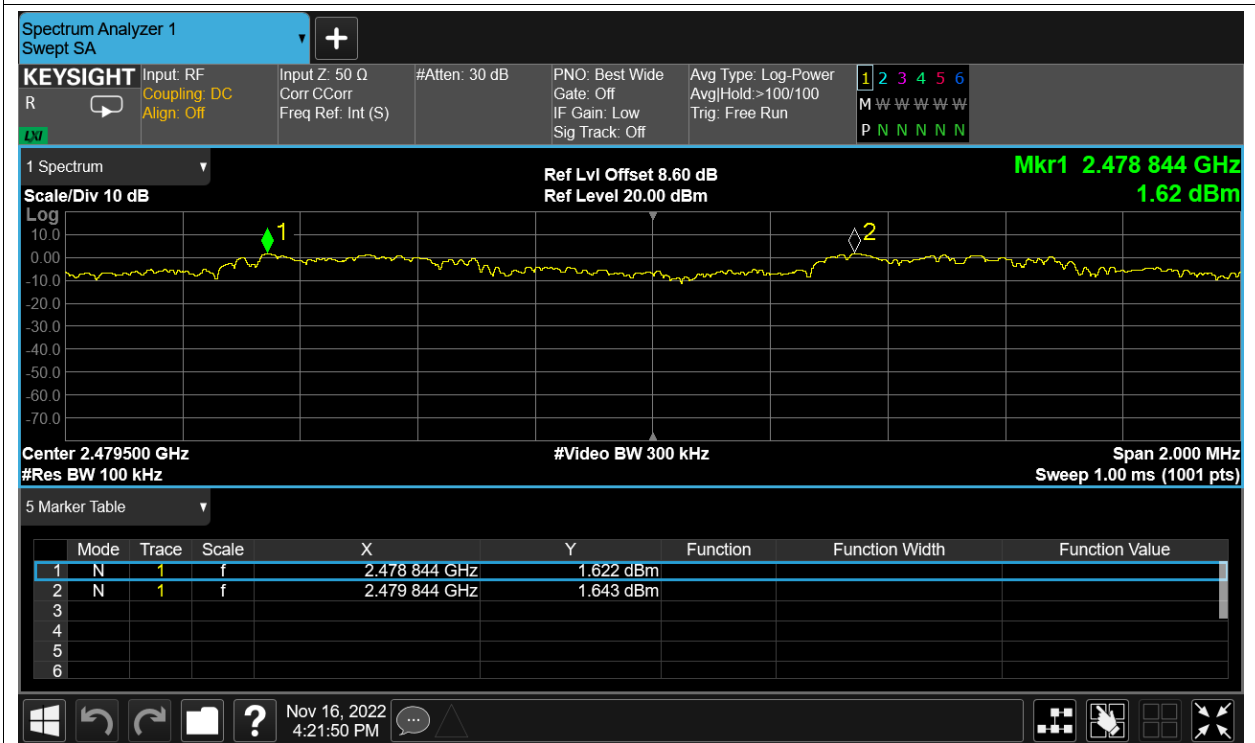 Spectrum Analyzer 1
Swept SA
+
KEYSIGHT Input: RF Input Z: 50 Ω #Atten: 30 dB PNO: Best Wide Avg Type: Log-Power 1 2 3 4 5 6
R Coupling: DC Corr CCorr Gate: Off Avg|Hold:>100/100 M W W W W W
Align: Off Freq Ref: Int (S) IF Gain: Low Trig: Free Run
LXI Sig Track: Off P N N N N N
1 Spectrum Ref Lvl Offset 8.60 dB Mkr1 2.478 844 GHz
Scale/Div 10 dB Ref Level 20.00 dBm 1.62 dBm
Log
1 2
10.0
0.00
-10.0
-20.0
-30.0
-40.0
-50.0
-60.0
-70.0
Center 2.479500 GHz #Video BW 300 kHz Span 2.000 MHz
#Res BW 100 kHz Sweep 1.00 ms (1001 pts)
5 Marker Table
Mode Trace Scale X Y Function Function Width Function Value
1 N 1 f 2.478 844 GHz 1.622 dBm
2 N 1 f 2.479 844 GHz 1.643 dBm
3
4
5
6
? Nov 16, 2022
4:21:50 PM